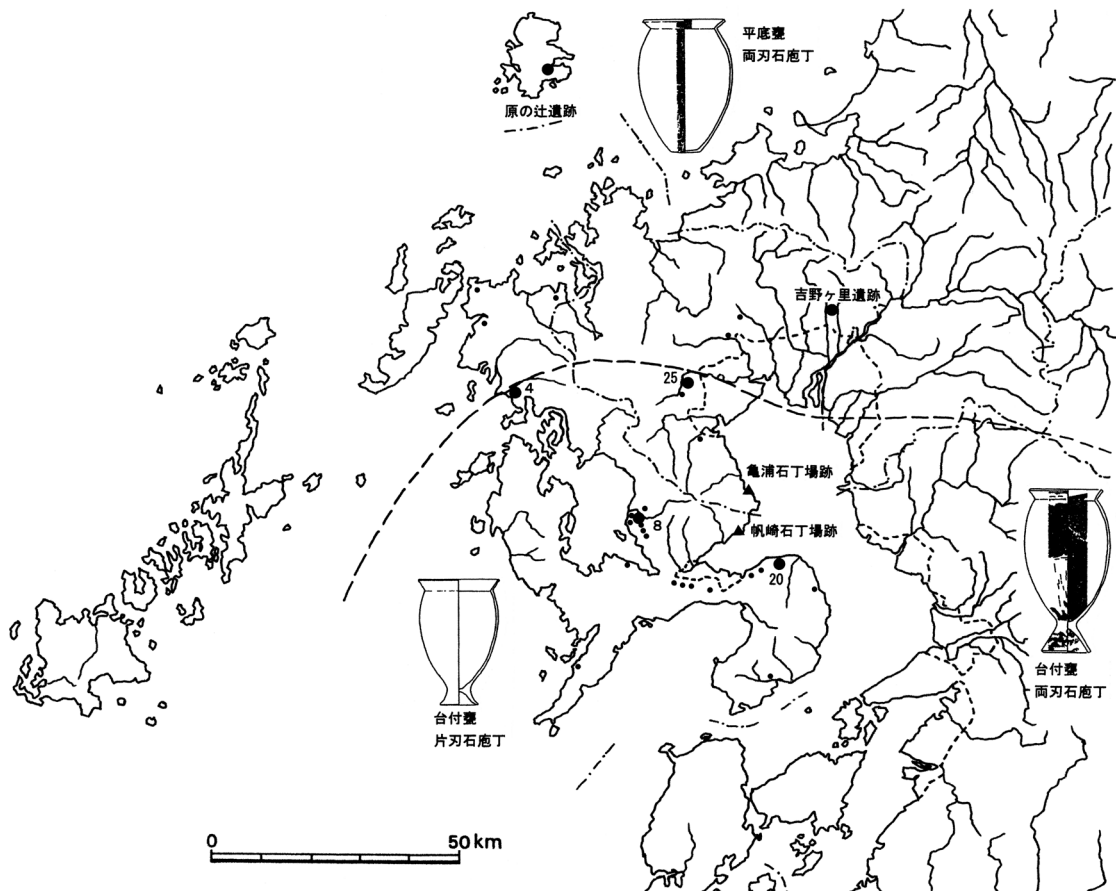 平底甕
両刃石庖丁
原の辻遺跡
吉野ヶ里遺跡
4
25
亀浦石丁場跡
8
帆崎石丁場跡
20
台付甕
両刃石庖丁
台付甕
片刃石庖丁
0 50km